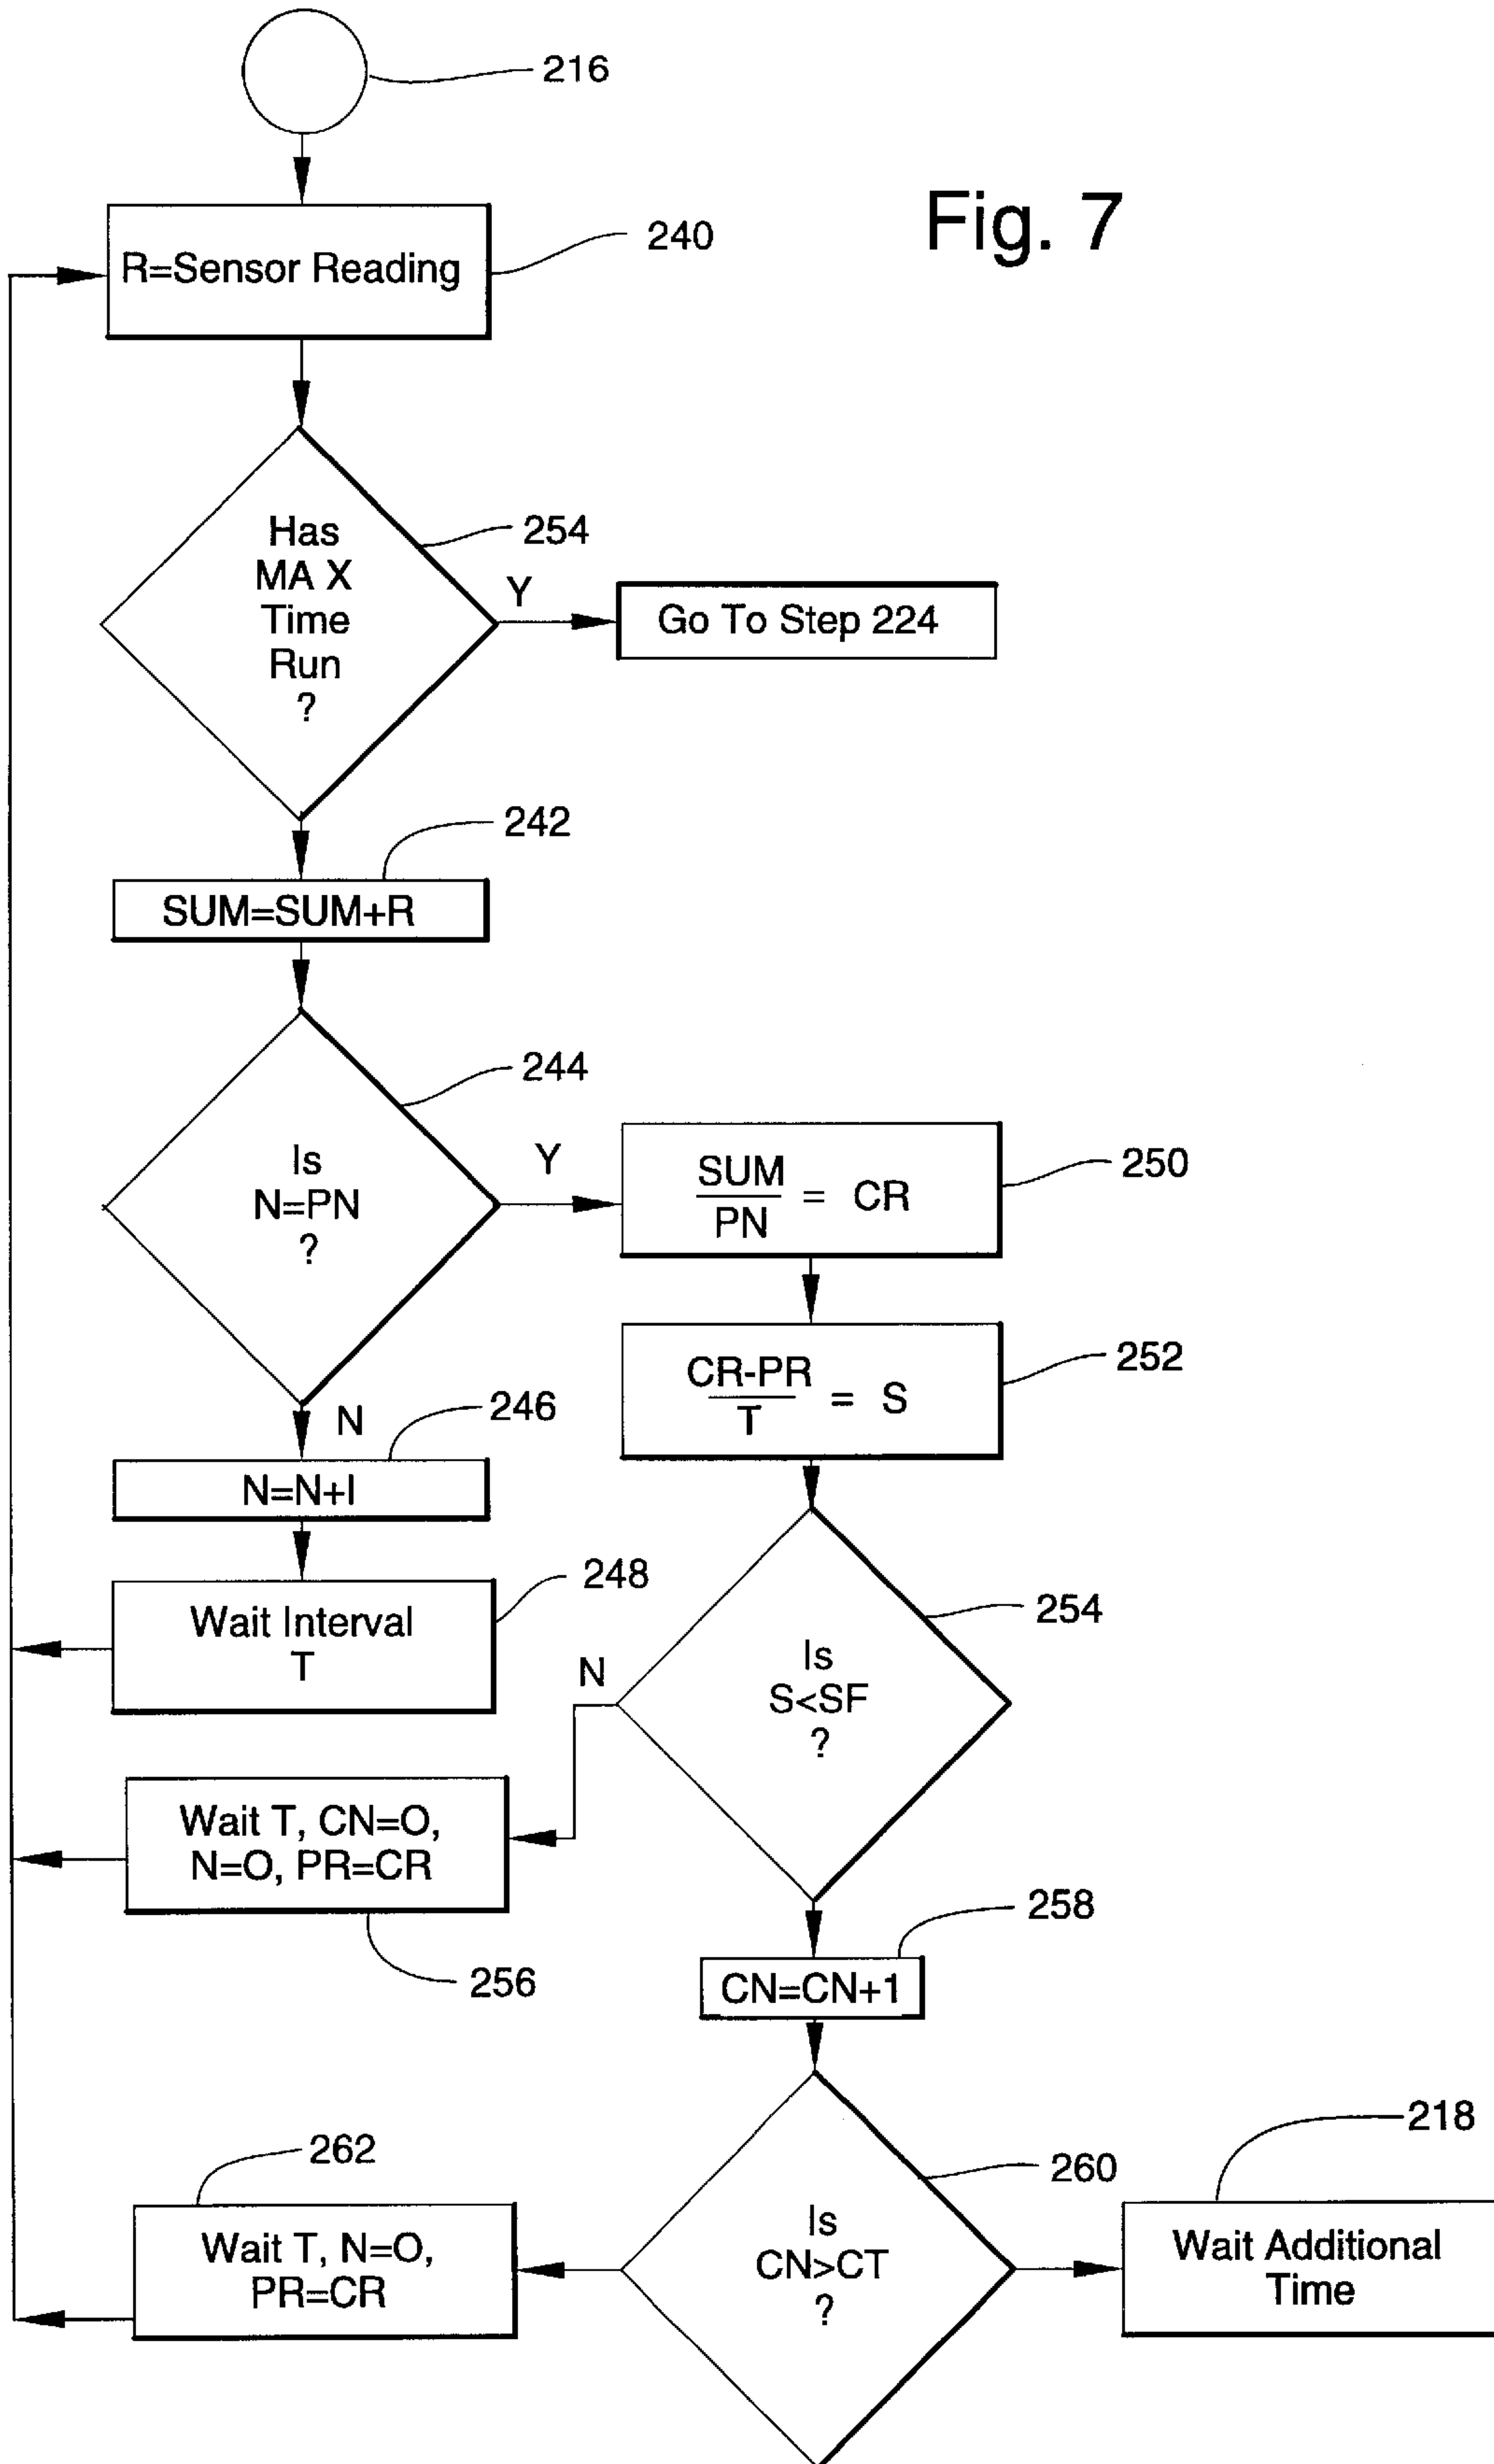 216
Fig. 7
240
R=Sensor Reading
254
Has
MA X
Time
Run
?
Y
Go To Step 224
242
SUM=SUM+R
244
Is
N=PN
?
Y
SUM
PN
= CR
250
CR-PR
T
= S
252
N
246
N=N+I
248
Wait Interval
T
254
Is
S<SF
?
N
Wait T, CN=O,
N=O, PR=CR
256
258
CN=CN+1
218
262
260
Is
CN>CT
?
Wait T, N=O,
PR=CR
Wait Additional
Time